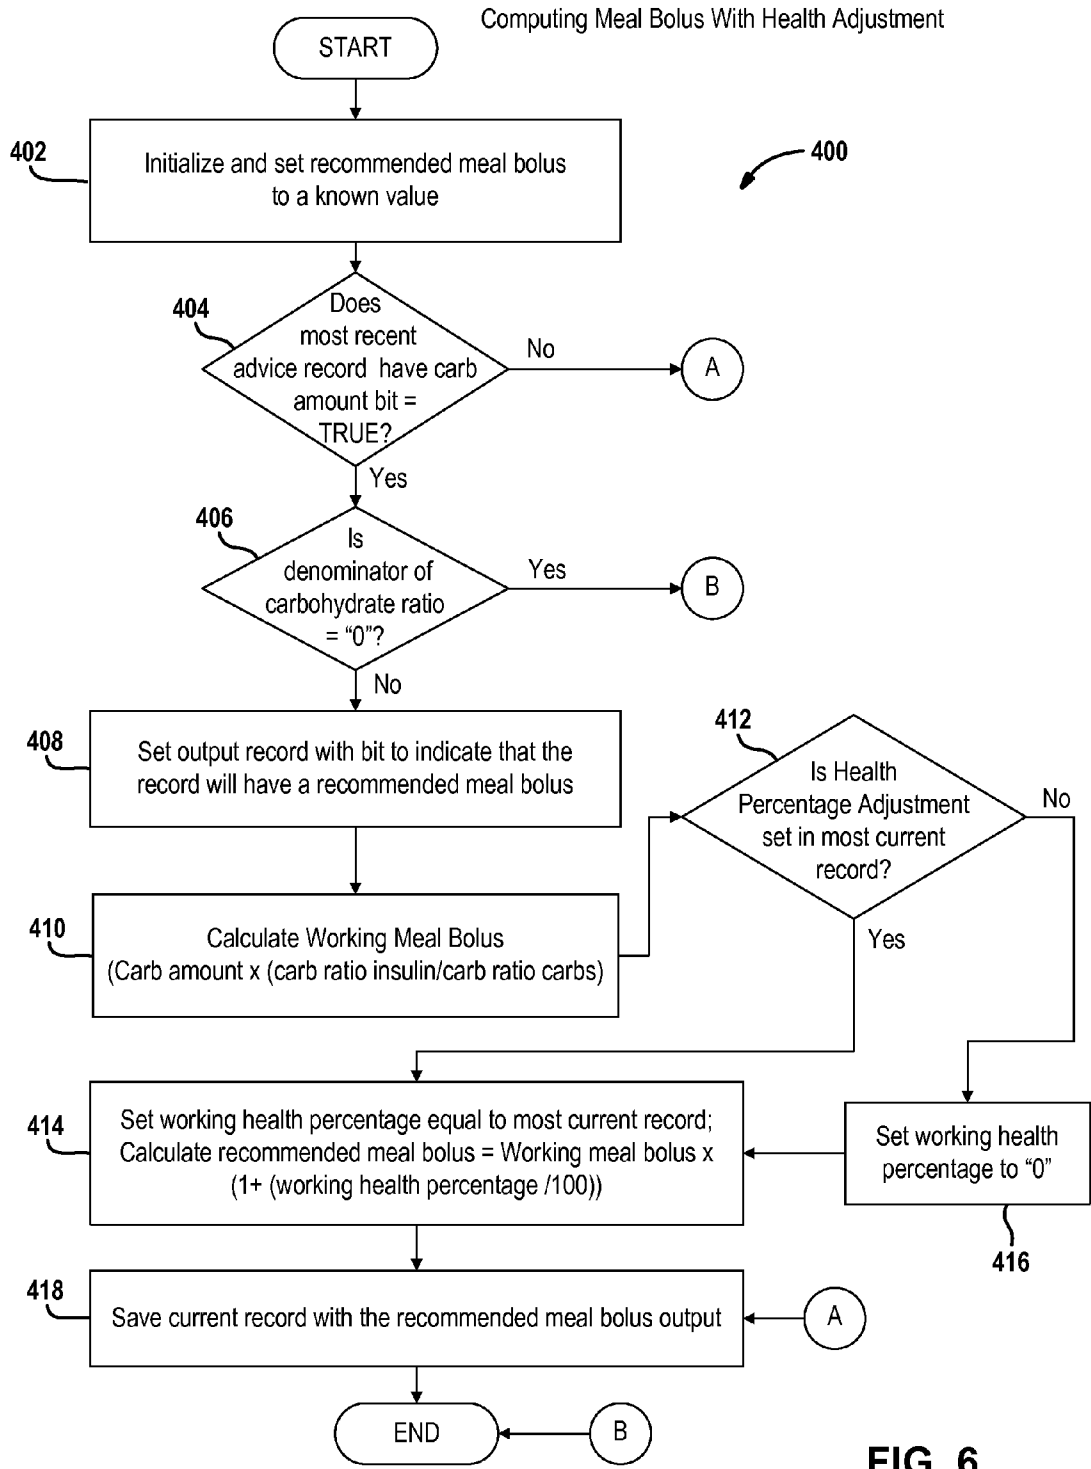 Computing Meal Bolus With Health Adjustment
START
402
Initialize and set recommended meal bolus
to a known value
400
404
Does
most recent
advice record have carb
amount bit =
TRUE?
No
A
Yes
406
Is
denominator of
carbohydrate ratio
= “0”?
Yes
B
No
408
Set output record with bit to indicate that the
record will have a recommended meal bolus
412
Is Health
Percentage Adjustment
set in most current
record?
No
Yes
410
Calculate Working Meal Bolus
(Carb amount x (carb ratio insulin/carb ratio carbs)
414
Set working health percentage equal to most current record;
Calculate recommended meal bolus = Working meal bolus x
(1+ (working health percentage /100))
Set working health
percentage to “0”
416
418
Save current record with the recommended meal bolus output
A
END
B
FIG. 6